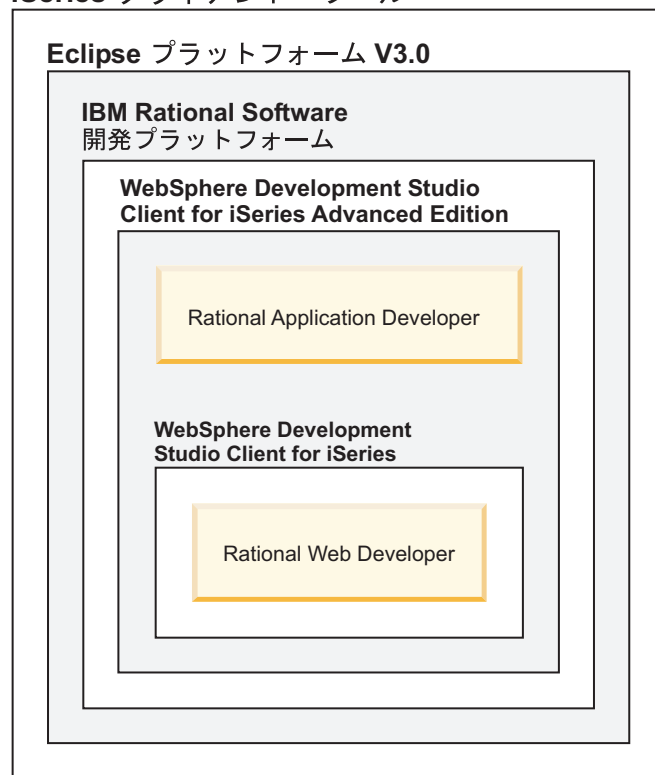 Eclipse プラットフォーム V3.0
IBM Rational Software
開発プラットフォーム
WebSphere Development Studio
Client for iSeries Advanced Edition
Rational Application Developer
WebSphere Development
Studio Client for iSeries
Rational Web Developer